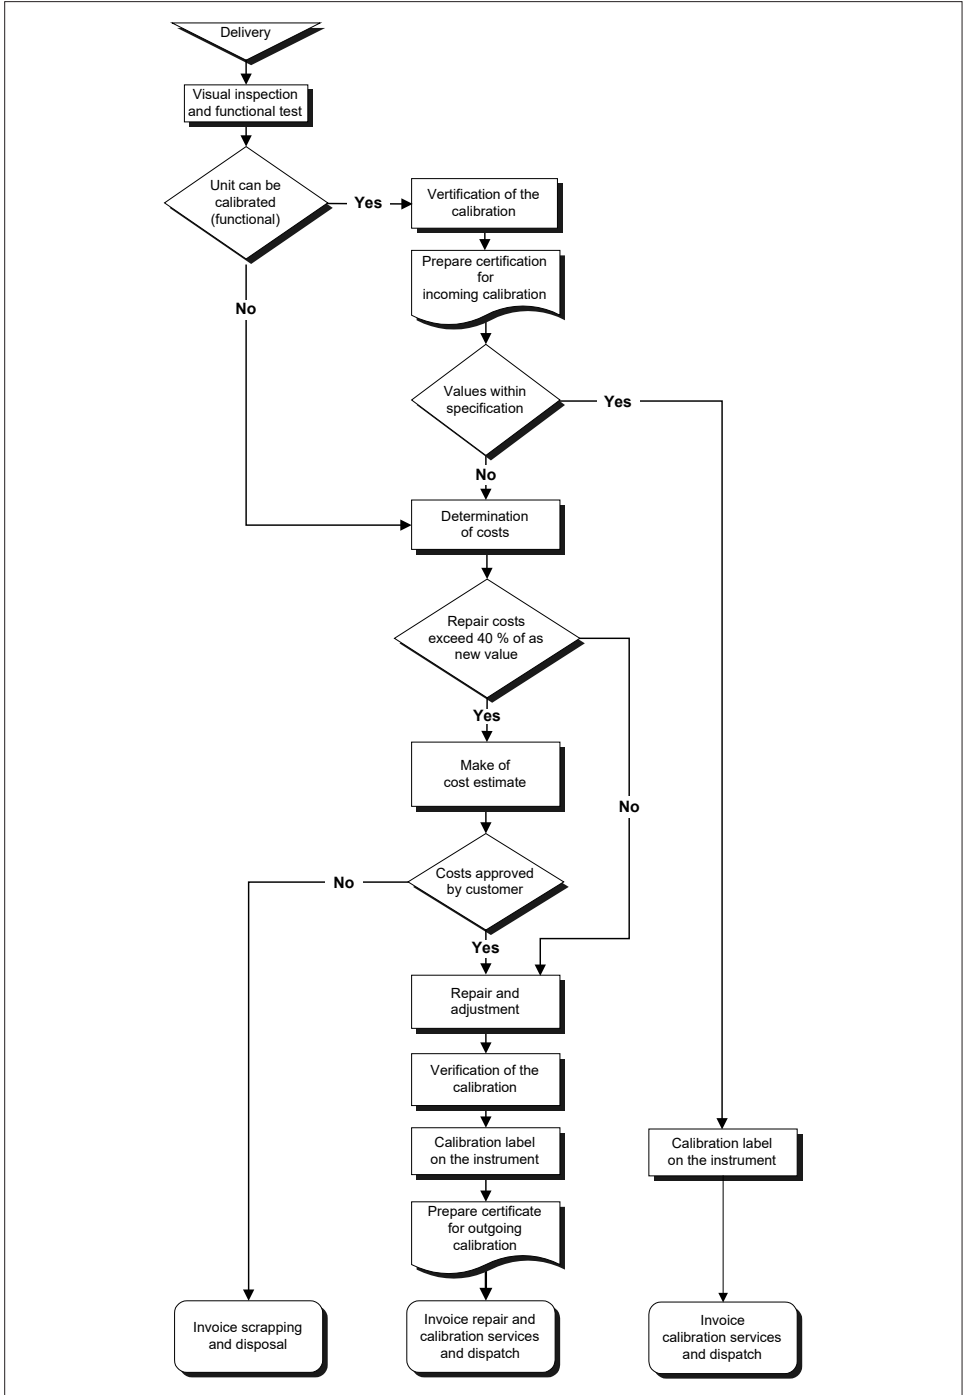 Delivery
Visual inspection
and functional test
Unit can be
calibrated
(functional)
Yes
Vertification of the
calibration
Prepare certification
for
incoming calibration
No
Values within
specification
Yes
No
Determination
of costs
Repair costs
exceed 40 % of as
new value
Yes
Make of
cost estimate
No
Costs approved
by customer
No
Yes
Repair and
adjustment
Verification of the
calibration
Calibration label
on the instrument
Calibration label
on the instrument
Prepare certificate
for outgoing
calibration
Invoice scrapping
and disposal
Invoice repair and
calibration services
and dispatch
Invoice
calibration services
and dispatch